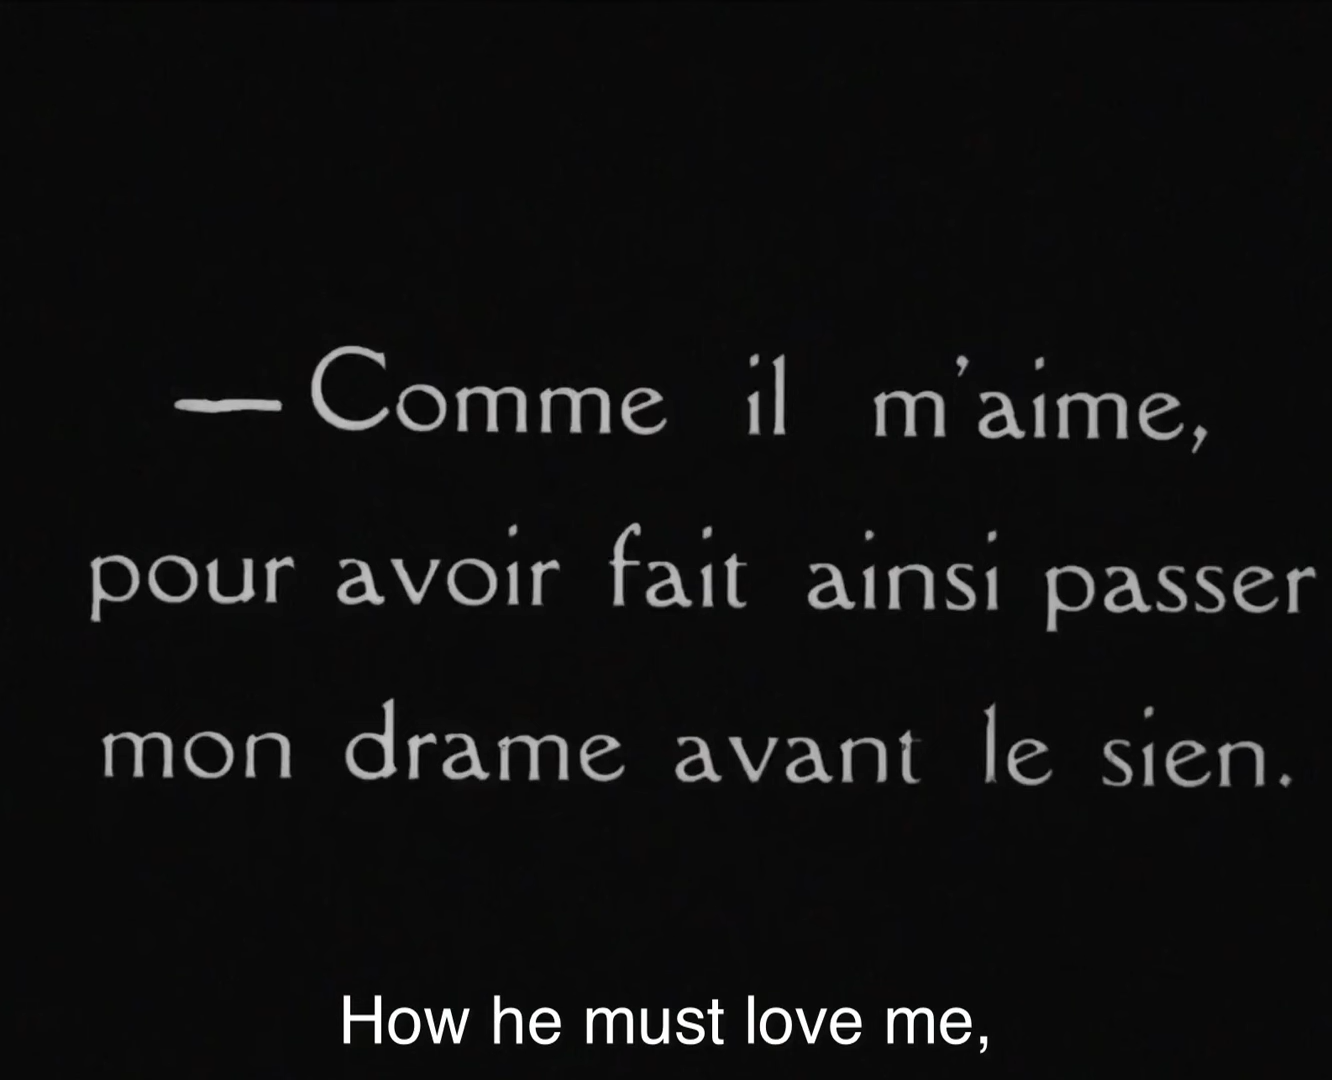 — Comme il m'aime,
pour avoir fait ainsi passer
mon drame avant le sien.
How he must love me,